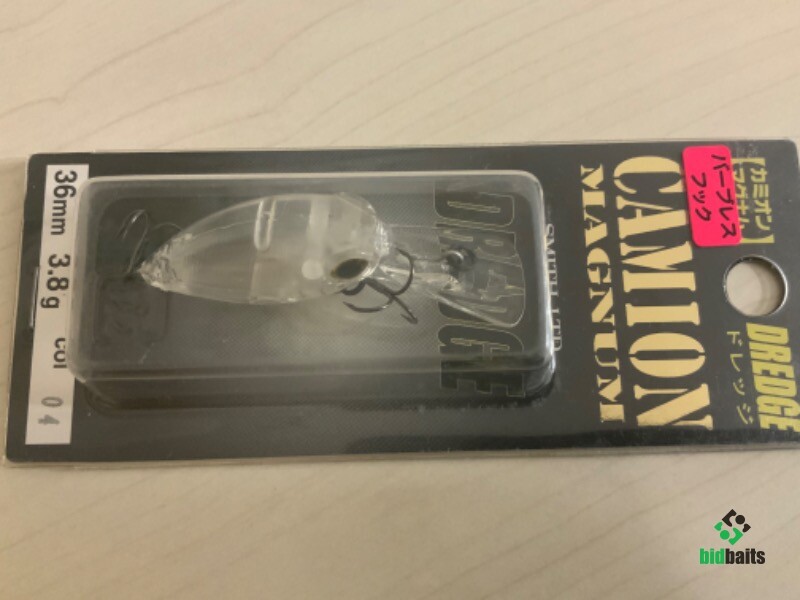 【カミオン
マグナム】
バーブレス
フック
CAMION
MAGNUM
SMITH LTD
DREDGE
ドレッジ
DREDGE
36mm 3.8g col 04
bidbaits